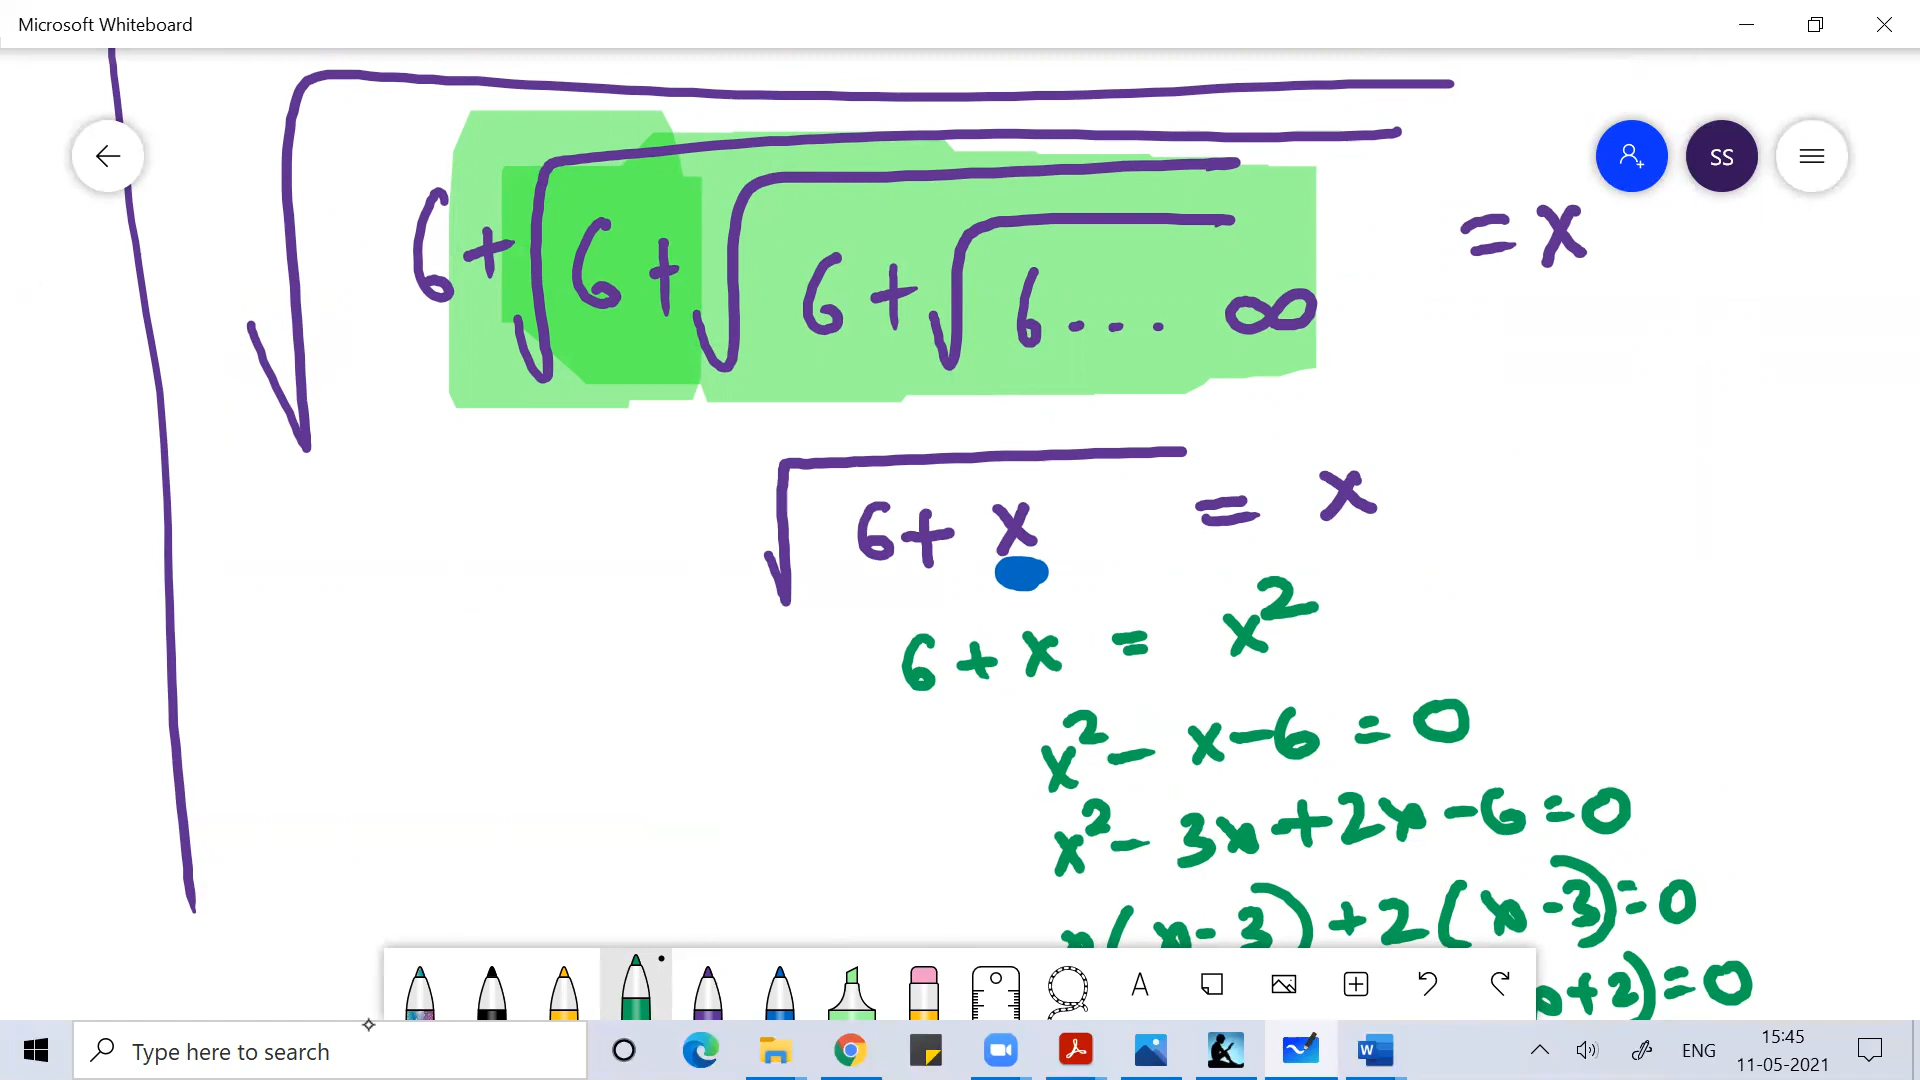 Microsoft Whiteboard
√(6+√(6+√(6+√(6.... ∞ = x
SS
√(6+x) = x
6+x = x²
x²- x-6 = 0
x²- 3x+2x-6=0
x(x-3)+2(x-3)=0
+2)=0
A
Type here to search
ENG
15:45
11-05-2021